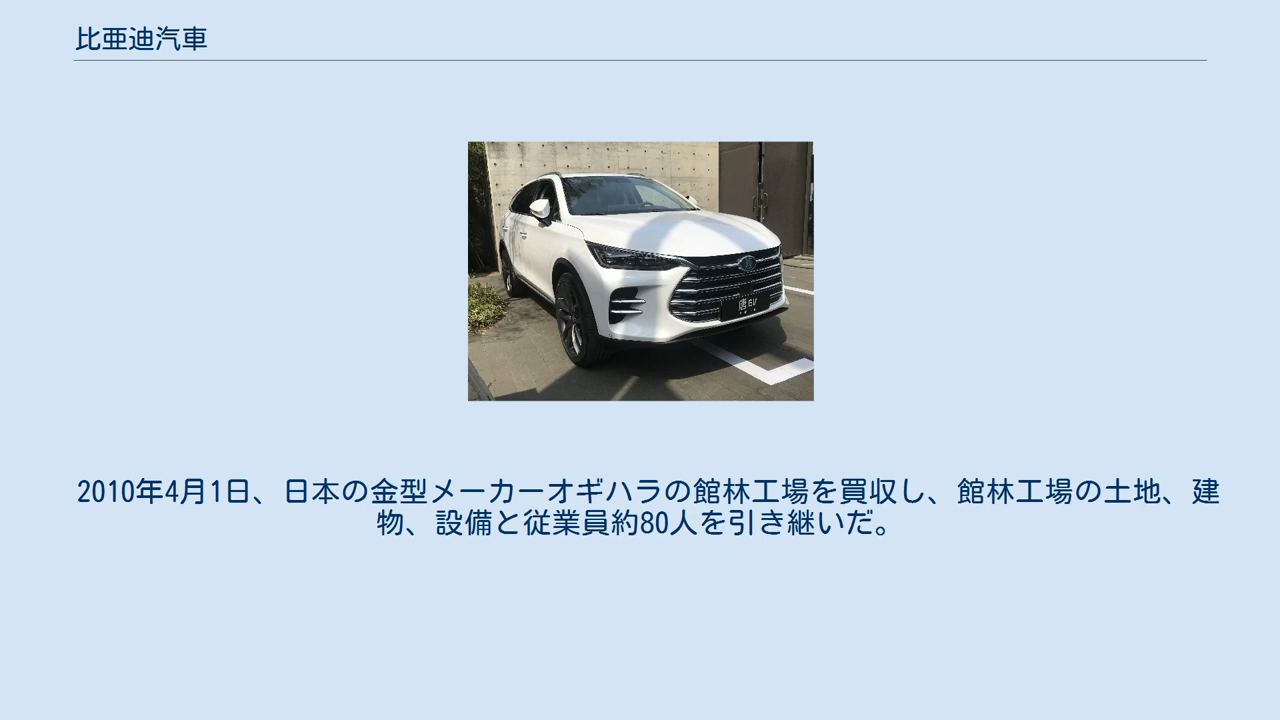 比亜迪汽車
唐EV
2010年4月1日、日本の金型メーカーオギハラの館林工場を買収し、館林工場の土地、建
物、設備と従業員約80人を引き継いだ。